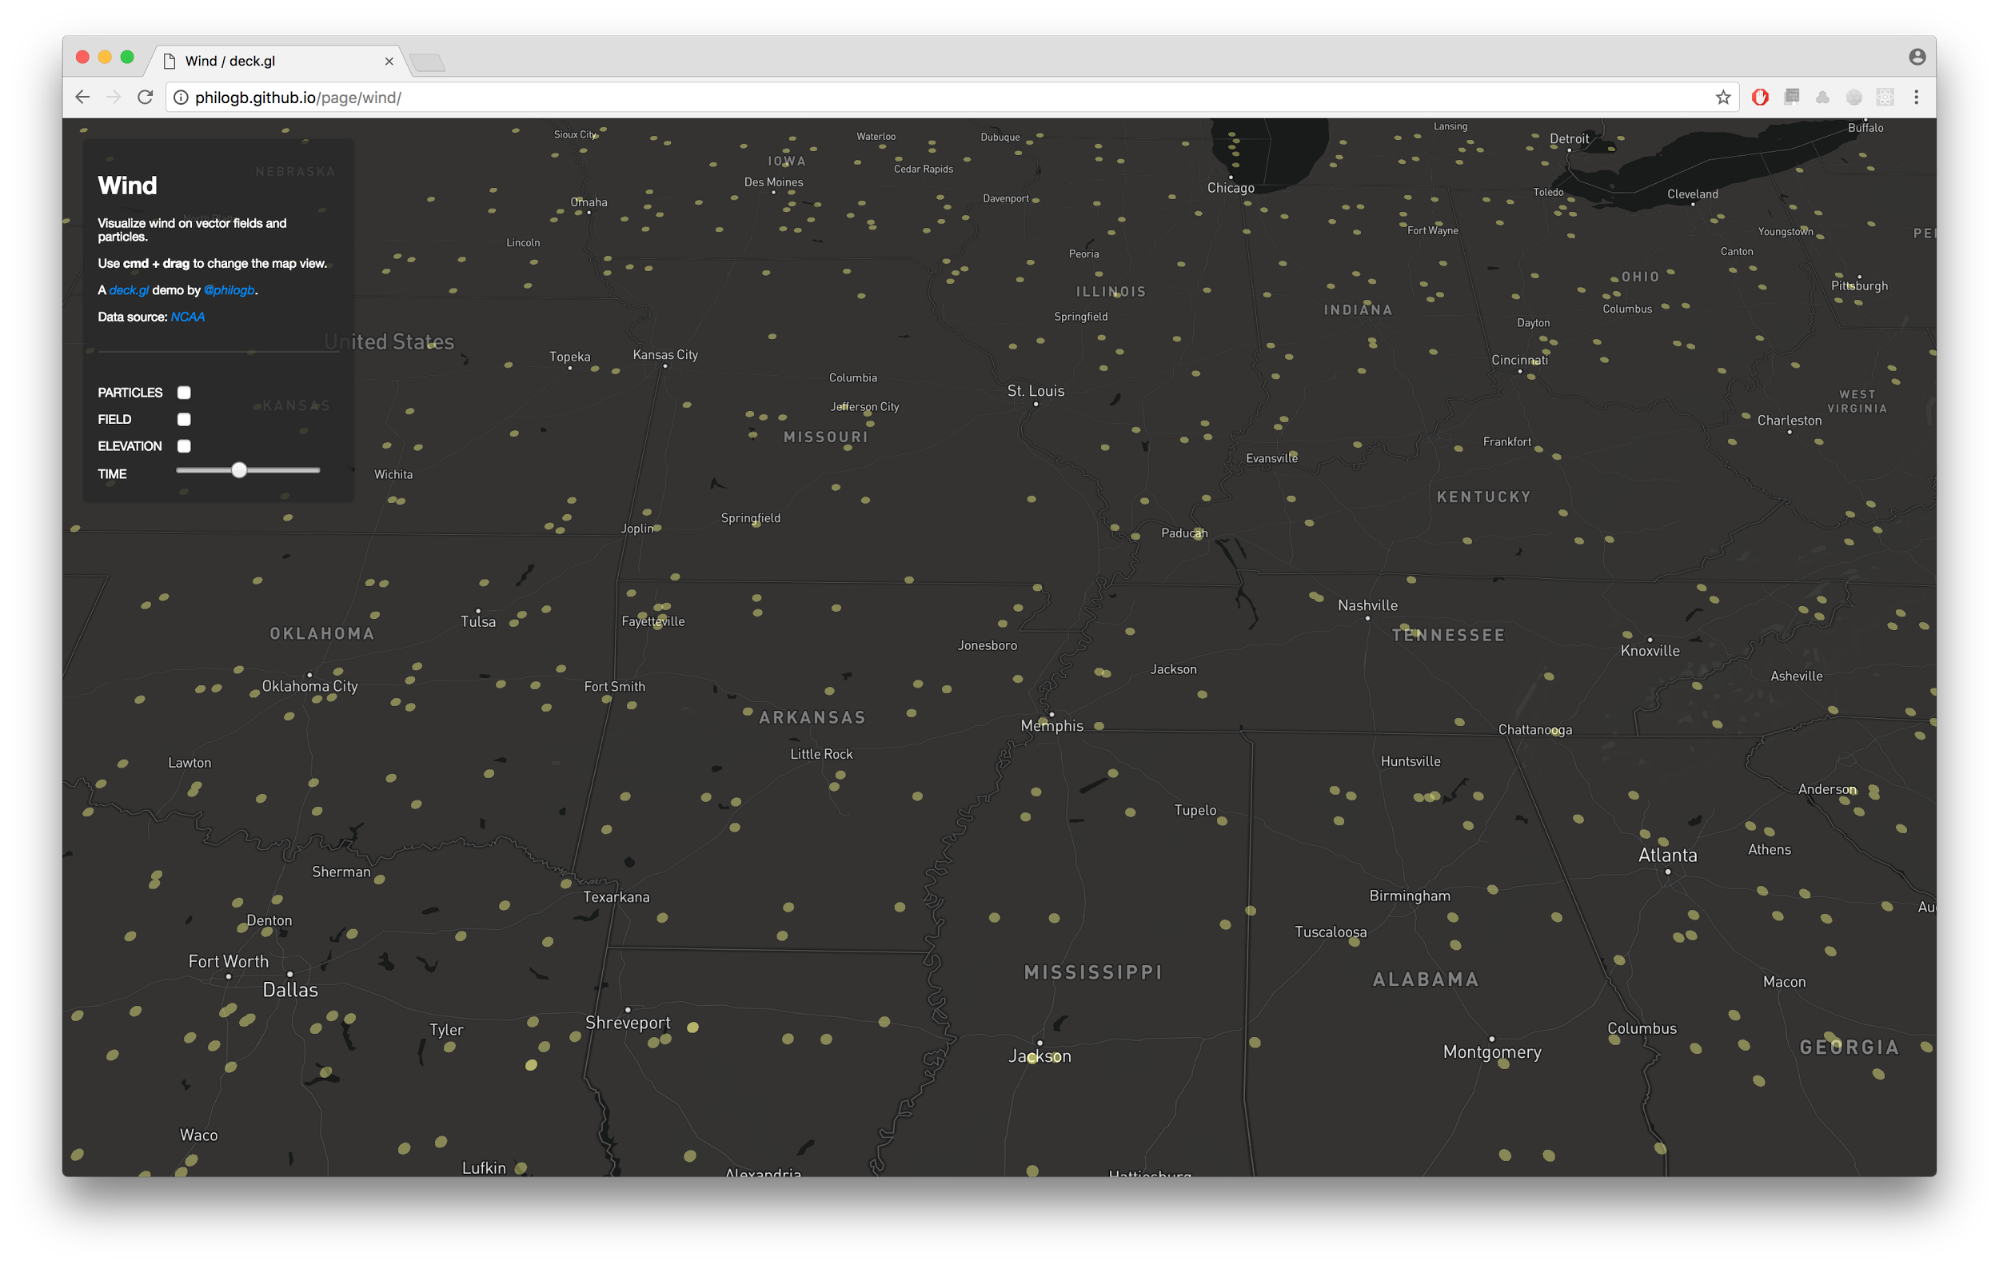 Wind / deck.gl
philogb.github.io/page/wind/
Wind
Visualize wind on vector fields and
particles.
Use cmd + drag to change the map view.
A deck.gl demo by @philogb.
Data source: NCAA
PARTICLES
FIELD
ELEVATION
TIME
Sioux City
Waterloo
Dubuque
Lansing
Detroit
Buffalo
NEBRASKA
IOWA
Cedar Rapids
Des Moines
Chicago
Toledo
Cleveland
Omaha
Davenport
Fort Wayne
Youngstown
PE
Lincoln
Peoria
Canton
OHIO
Pittsburgh
ILLINOIS
INDIANA
Columbus
Springfield
Dayton
United States
Topeka
Kansas City
Cincinnati
Columbia
St. Louis
WEST
VIRGINIA
KANSAS
Jefferson City
Charleston
MISSOURI
Frankfort
Evansville
Wichita
KENTUCKY
Springfield
Joplin
Paducah
Nashville
Tulsa
Fayetteville
OKLAHOMA
TENNESSEE
Jonesboro
Knoxville
Jackson
Asheville
Oklahoma City
Fort Smith
ARKANSAS
Memphis
Chattanooga
Little Rock
Lawton
Huntsville
Anderson
Tupelo
Atlanta
Athens
Sherman
Texarkana
Birmingham
Au
Denton
Tuscaloosa
Fort Worth
MISSISSIPPI
ALABAMA
Macon
Dallas
Tyler
Shreveport
Columbus
Jackson
Montgomery
GEORGIA
Waco
Lufkin
Alexandria
Hattiesburg